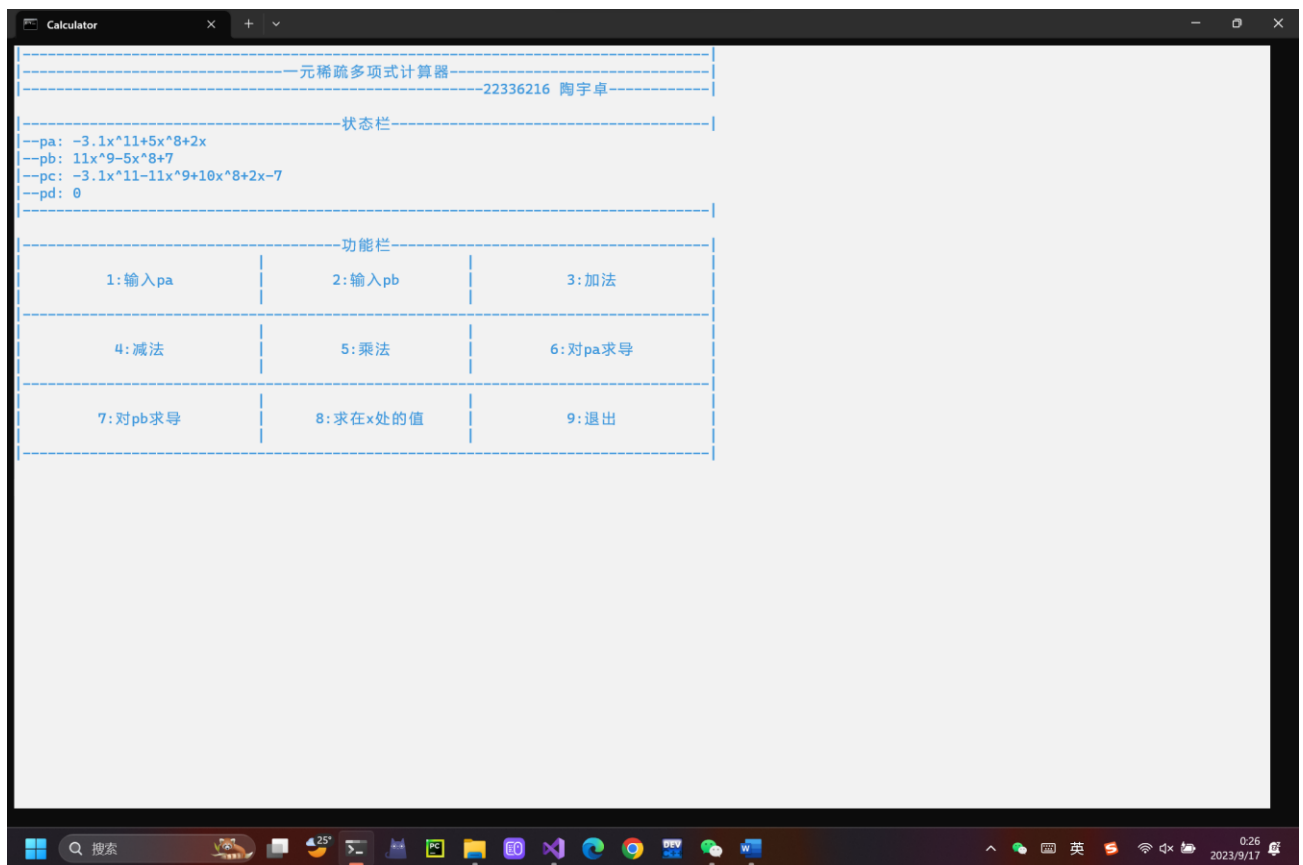 Calculator
|----------------------------------------------------------------------------------|
|-------------------------------一元稀疏多项式计算器-------------------------------|
|-------------------------------------------------------22336216 陶宇卓------------|
|--------------------------------------状态栏--------------------------------------|
|--pa: -3.1x^11+5x^8+2x
|--pb: 11x^9-5x^8+7
|--pc: -3.1x^11-11x^9+10x^8+2x-7
|--pd: 0
|----------------------------------------------------------------------------------|
|--------------------------------------功能栏--------------------------------------|
| 1:输入pa | 2:输入pb | 3:加法 |
|----------------------------------------------------------------------------------|
| 4:减法 | 5:乘法 | 6:对pa求导 |
|----------------------------------------------------------------------------------|
| 7:对pb求导 | 8:求在x处的值 | 9:退出 |
|----------------------------------------------------------------------------------|
搜索 25° 英 0:26
2023/9/17